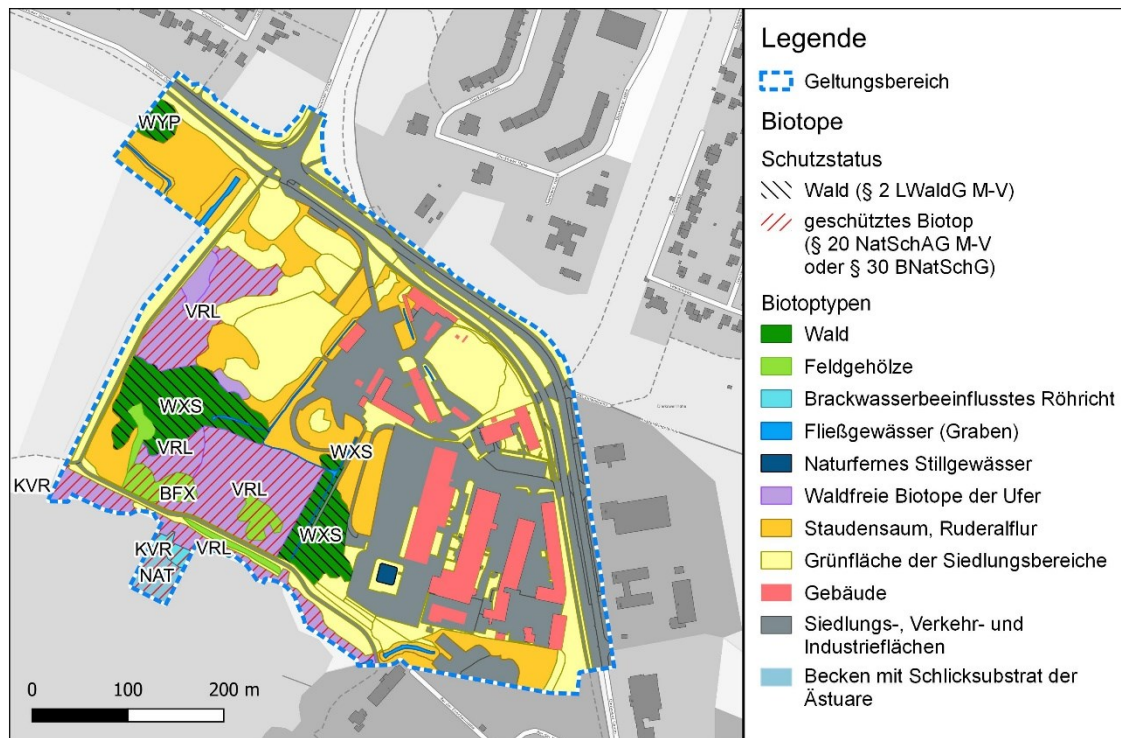 WYP
VRL
WXS
VRL
WXS
KVR
BFX
VRL
WXS
KVR
VRL
NAT
0 100 200 m
Legende
Geltungsbereich
Biotope
Schutzstatus
Wald (§ 2 LWaldG M-V)
geschütztes Biotop
(§ 20 NatSchAG M-V
oder § 30 BNatSchG)
Biotoptypen
Wald
Feldgehölze
Brackwasserbeeinflusstes Röhricht
Fließgewässer (Graben)
Naturfernes Stillgewässer
Waldfreie Biotope der Ufer
Staudensaum, Ruderalflur
Grünfläche der Siedlungsbereiche
Gebäude
Siedlungs-, Verkehr- und
Industrieflächen
Becken mit Schlicksubstrat der
Ästuare